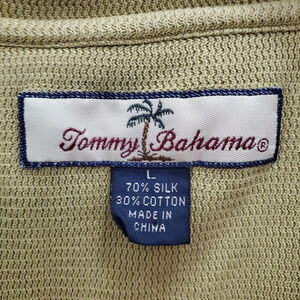 Tommy Bahama®
L
70% SILK
30% COTTON
MADE IN
CHINA